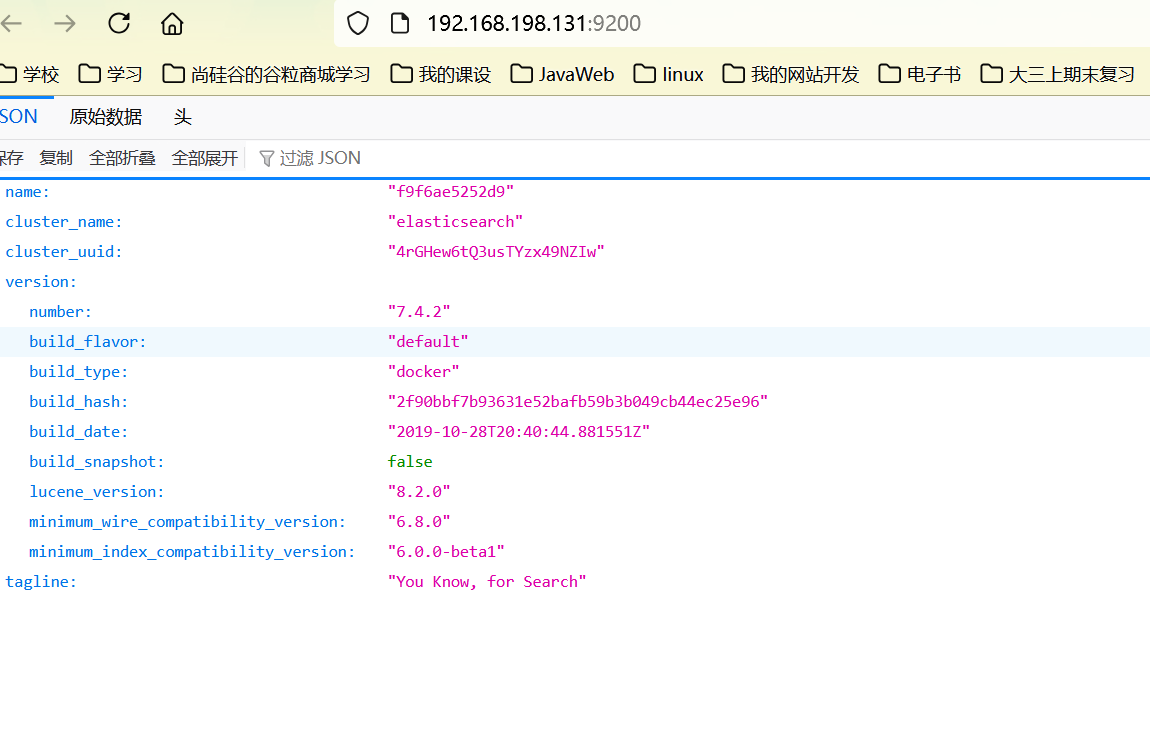 192.168.198.131:9200
学校 学习 尚硅谷的谷粒商城学习 我的课设 JavaWeb linux 我的网站开发 电子书 大三上期末复习
SON 原始数据 头
保存 复制 全部折叠 全部展开 过滤 JSON
name: "f9f6ae5252d9"
cluster_name: "elasticsearch"
cluster_uuid: "4rGHew6tQ3usTYzx49NZIw"
version:
number: "7.4.2"
build_flavor: "default"
build_type: "docker"
build_hash: "2f90bbf7b93631e52bafb59b3b049cb44ec25e96"
build_date: "2019-10-28T20:40:44.881551Z"
build_snapshot: false
lucene_version: "8.2.0"
minimum_wire_compatibility_version: "6.8.0"
minimum_index_compatibility_version: "6.0.0-beta1"
tagline: "You Know, for Search"